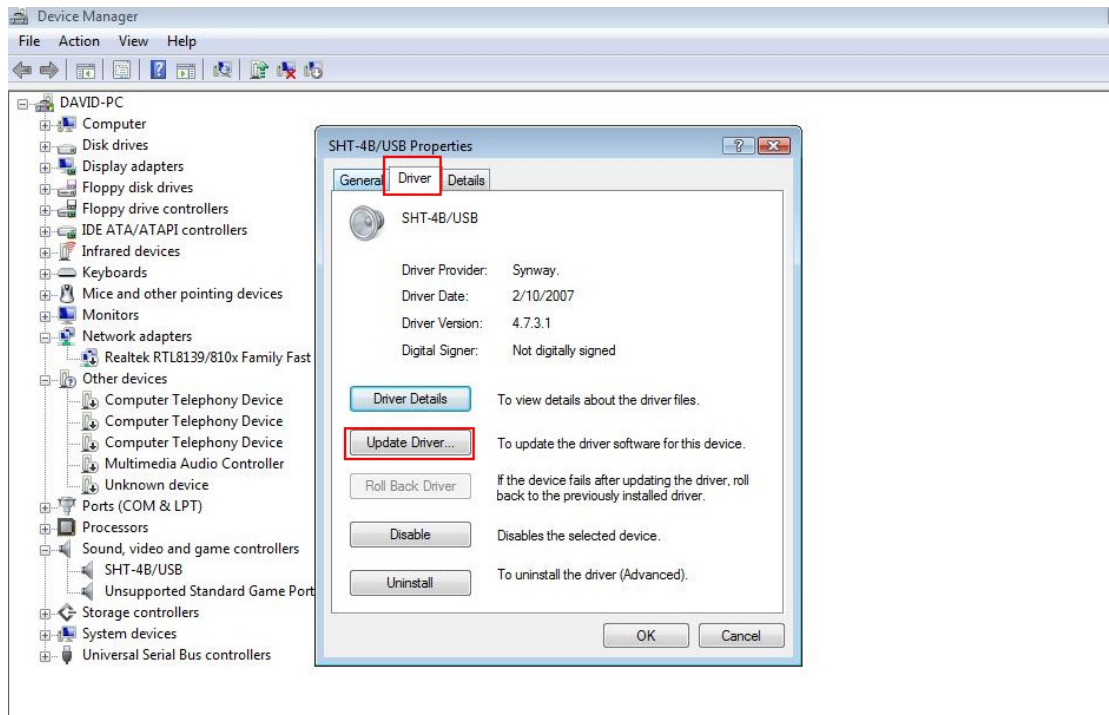 Device Manager
File Action View Help
DAVID-PC
Computer
Disk drives
Display adapters
Floppy disk drives
Floppy drive controllers
IDE ATA/ATAPI controllers
Infrared devices
Keyboards
Mice and other pointing devices
Monitors
Network adapters
Realtek RTL8139/810x Family Fast
Other devices
Computer Telephony Device
Computer Telephony Device
Computer Telephony Device
Multimedia Audio Controller
Unknown device
Ports (COM & LPT)
Processors
Sound, video and game controllers
SHT-4B/USB
Unsupported Standard Game Port
Storage controllers
System devices
Universal Serial Bus controllers
SHT-4B/USB Properties
General Driver Details
SHT-4B/USB
Driver Provider: Synway.
Driver Date: 2/10/2007
Driver Version: 4.7.3.1
Digital Signer: Not digitally signed
Driver Details To view details about the driver files.
Update Driver... To update the driver software for this device.
Roll Back Driver If the device fails after updating the driver, roll
back to the previously installed driver.
Disable Disables the selected device.
Uninstall To uninstall the driver (Advanced).
OK Cancel